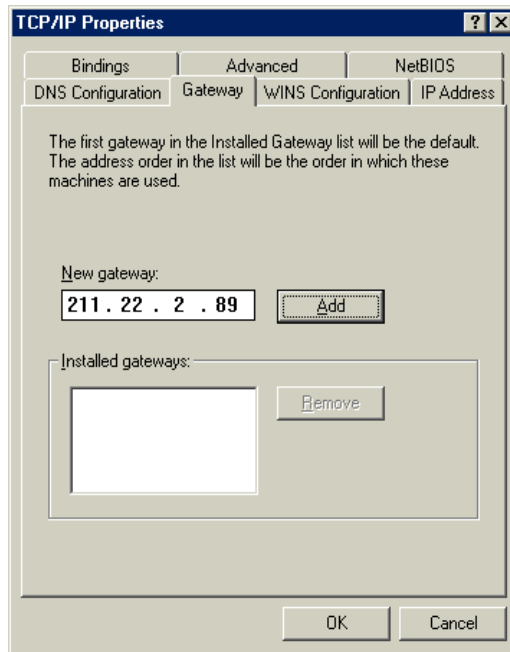 TCP/IP Properties
Bindings Advanced NetBIOS
DNS Configuration Gateway WINS Configuration IP Address
The first gateway in the Installed Gateway list will be the default.
The address order in the list will be the order in which these
machines are used.
New gateway:
211 . 22 . 2 . 89 Add
Installed gateways:
Remove
OK Cancel